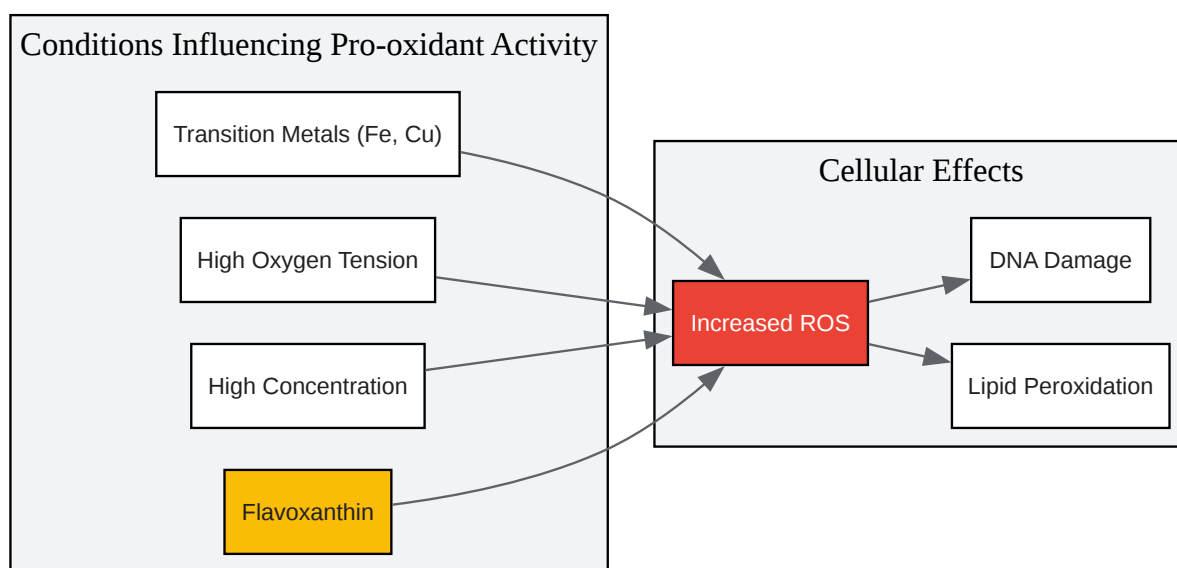 Conditions Influencing Pro-oxidant Activity
Transition Metals (Fe, Cu)
High Oxygen Tension
High Concentration
Flavoxanthin
Cellular Effects
Increased ROS
DNA Damage
Lipid Peroxidation